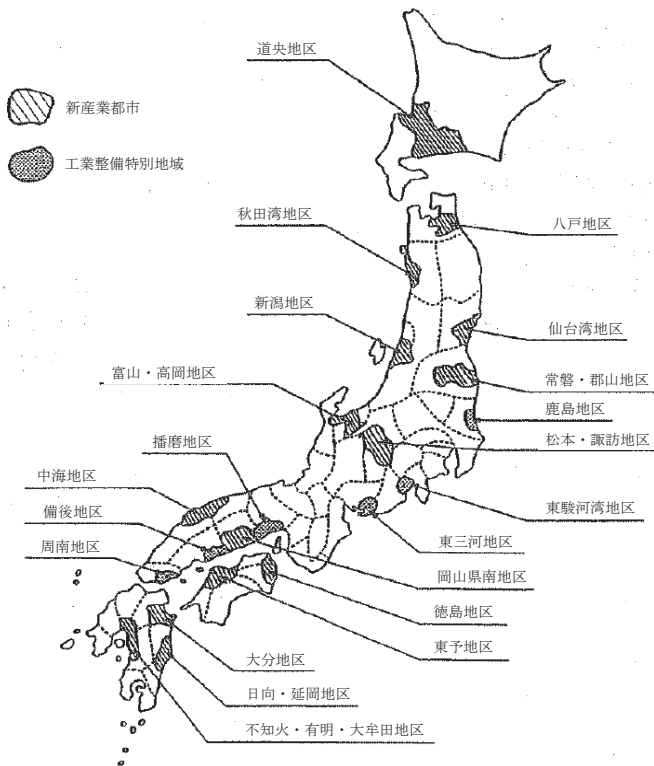 道央地区
新産業都市
工業整備特別地域
秋田湾地区
八戸地区
新潟地区
仙台湾地区
富山・高岡地区
常磐・郡山地区
鹿島地区
播磨地区
松本・諏訪地区
中海地区
備後地区
東駿河湾地区
周南地区
東三河地区
岡山県南地区
徳島地区
東予地区
大分地区
日向・延岡地区
不知火・有明・大牟田地区